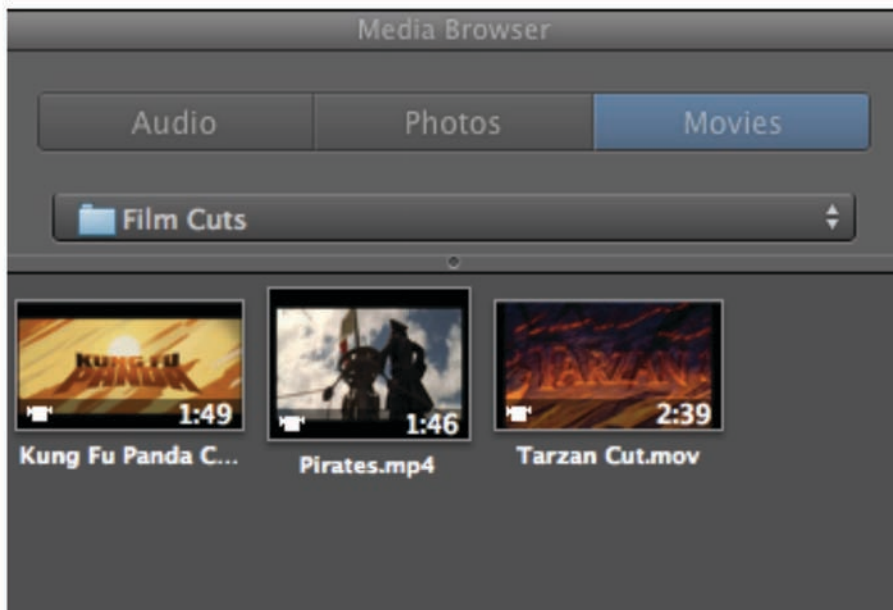 Media Browser
Audio Photos Movies
Film Cuts
KUNG FU
PANDA
1:49
1:46
TARZAN
2:39
Kung Fu Panda C...
Pirates.mp4
Tarzan Cut.mov